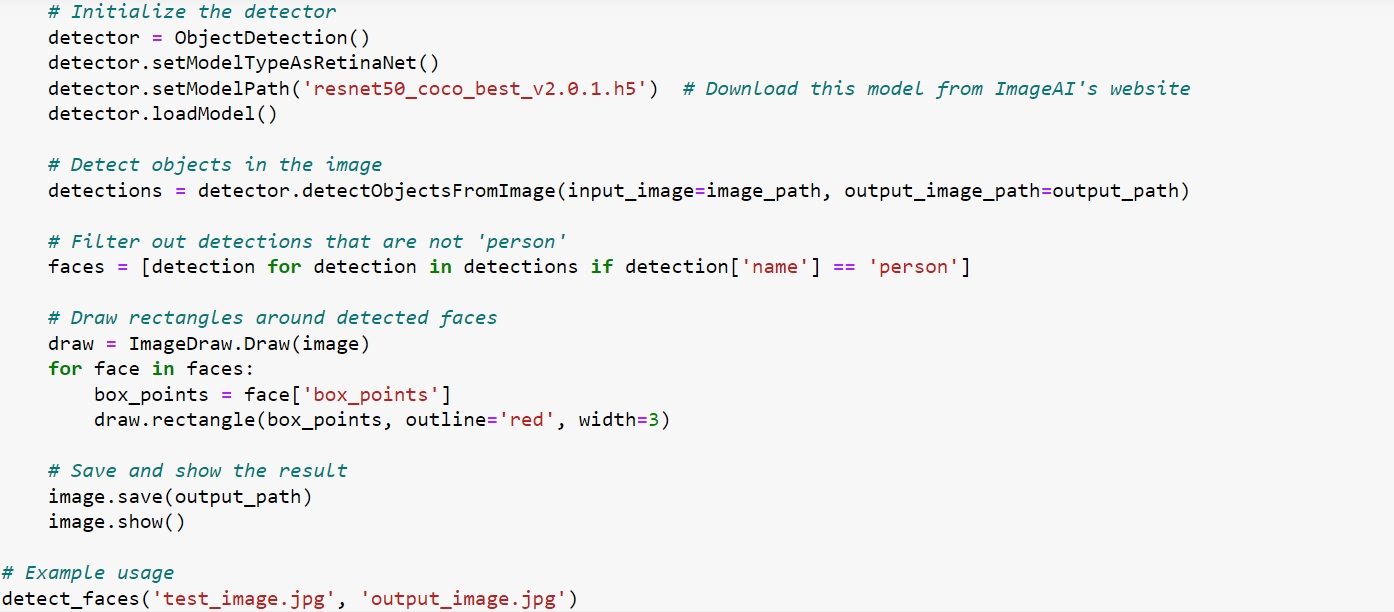 # Initialize the detector
detector = ObjectDetection()
detector.setModelTypeAsRetinaNet()
detector.setModelPath('resnet50_coco_best_v2.0.1.h5')  # Download this model from ImageAI's website
detector.loadModel()
# Detect objects in the image
detections = detector.detectObjectsFromImage(input_image=image_path, output_image_path=output_path)
# Filter out detections that are not 'person'
faces = [detection for detection in detections if detection['name'] == 'person']
# Draw rectangles around detected faces
draw = ImageDraw.Draw(image)
for face in faces:
    box_points = face['box_points']
    draw.rectangle(box_points, outline='red', width=3)
# Save and show the result
image.save(output_path)
image.show()
# Example usage
detect_faces('test_image.jpg', 'output_image.jpg')